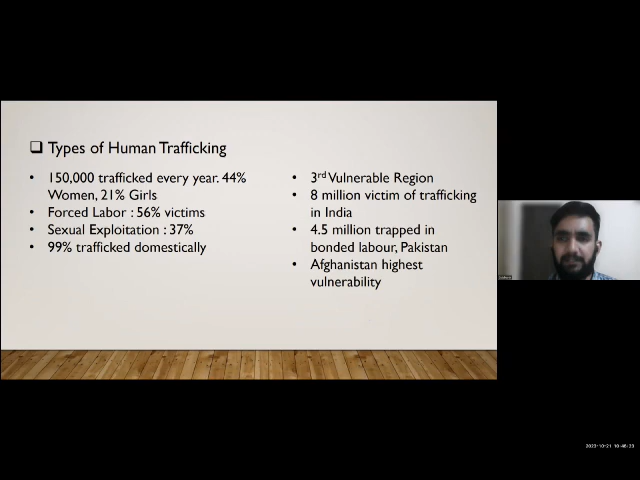 Types of Human Trafficking
• 150,000 trafficked every year. 44%
Women, 21% Girls
• Forced Labor : 56% victims
• Sexual Exploitation : 37%
• 99% trafficked domestically
• 3rd Vulnerable Region
• 8 million victim of trafficking
in India
• 4.5 million trapped in
bonded labour, Pakistan
• Afghanistan highest
vulnerability